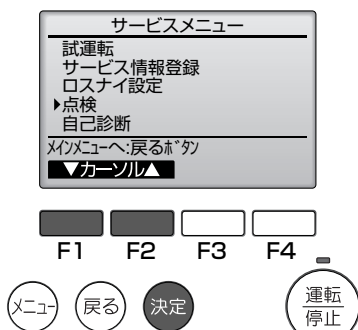 サービスメニュー
試運転
サービス情報登録
ロスナイ設定
▶点検
自己診断
メインメニューへ:戻るボタン
▼カーソル▲
F1 F2 F3 F4
メニュー 戻る 決定 運転
停止